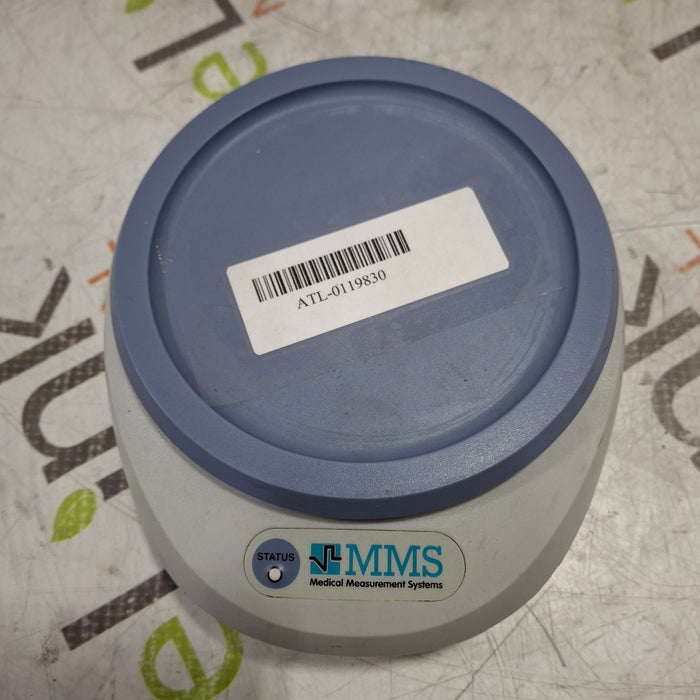 ATL-0119830
STATUS
MMS
Medical Measurement Systems